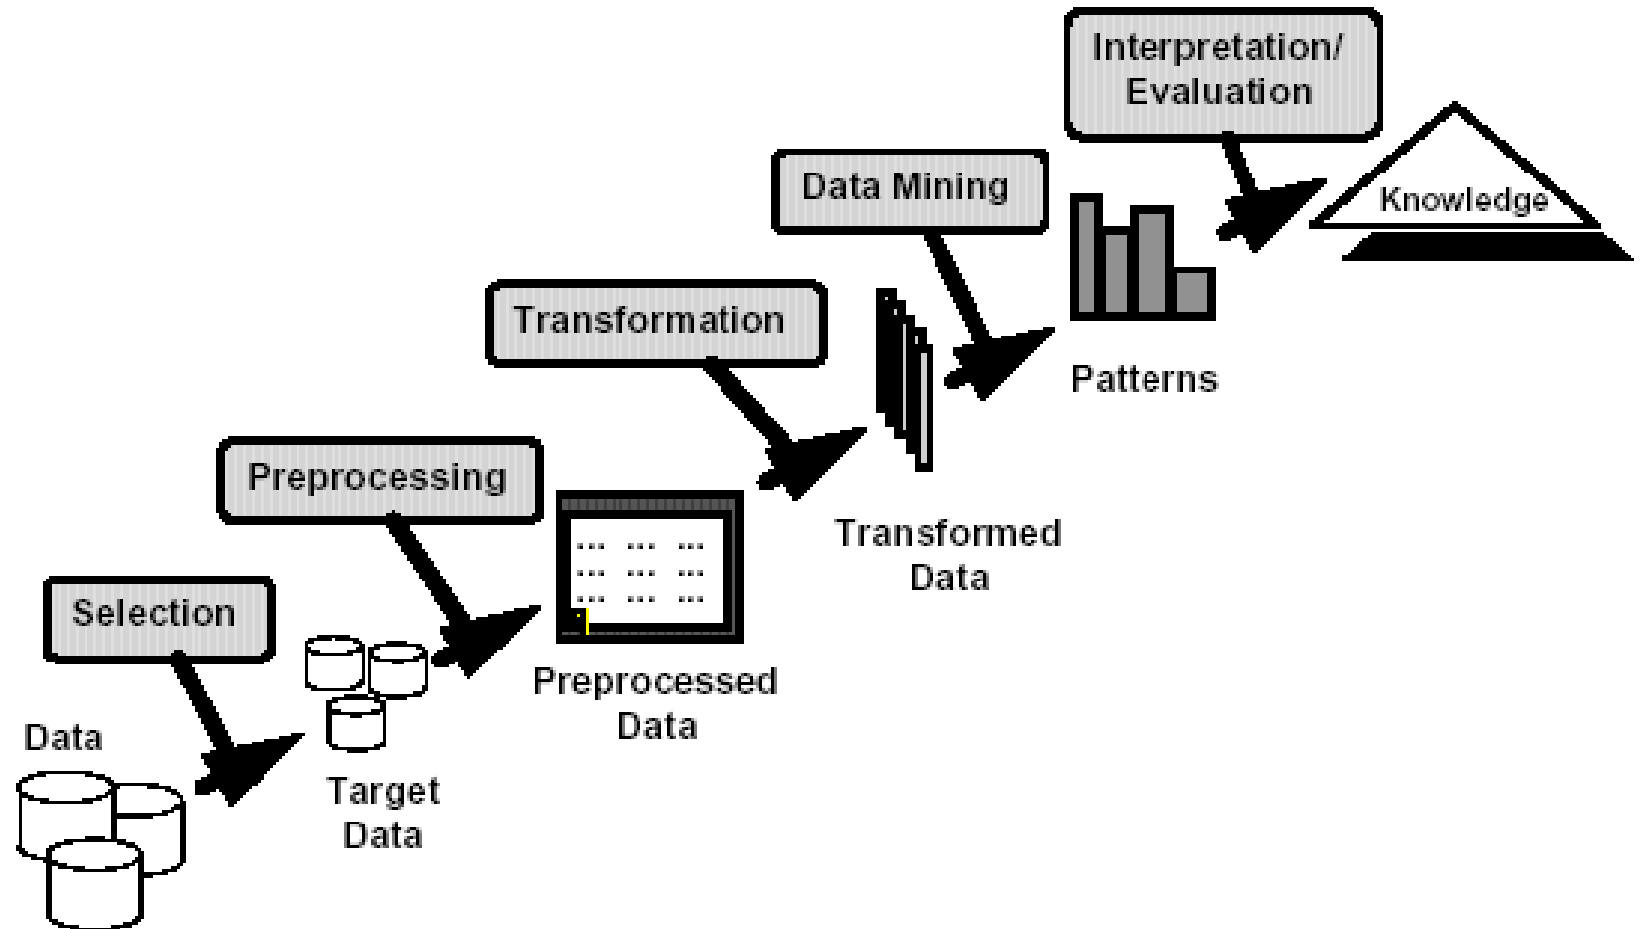 Interpretation/
Evaluation
Knowledge
Data Mining
Patterns
Transformation
Transformed
Data
Preprocessing
Preprocessed
Data
Selection
Target
Data
Data